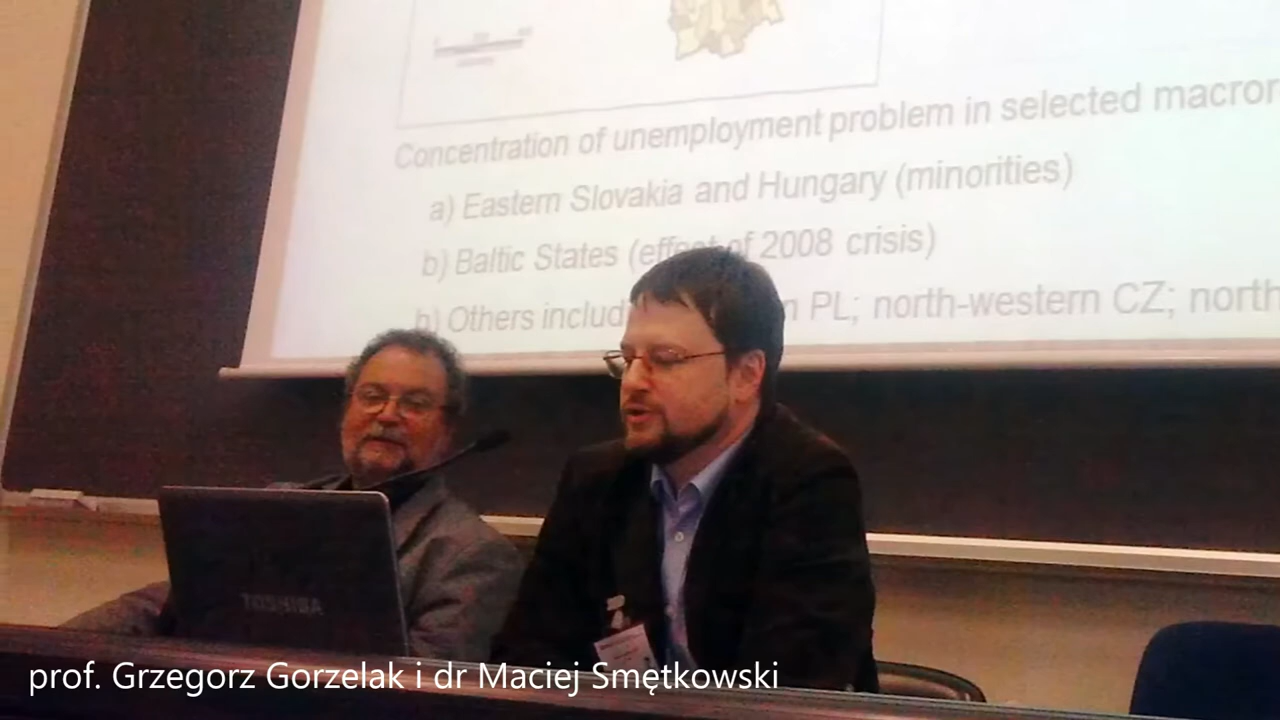 Concentration of unemployment problem in selected macror
a) Eastern Slovakia and Hungary (minorities)
b) Baltic States (effect of 2008 crisis)
b) Others includ n PL; north-western CZ; north
TOSHIBA
prof. Grzegorz Gorzelak i dr Maciej Smętkowski